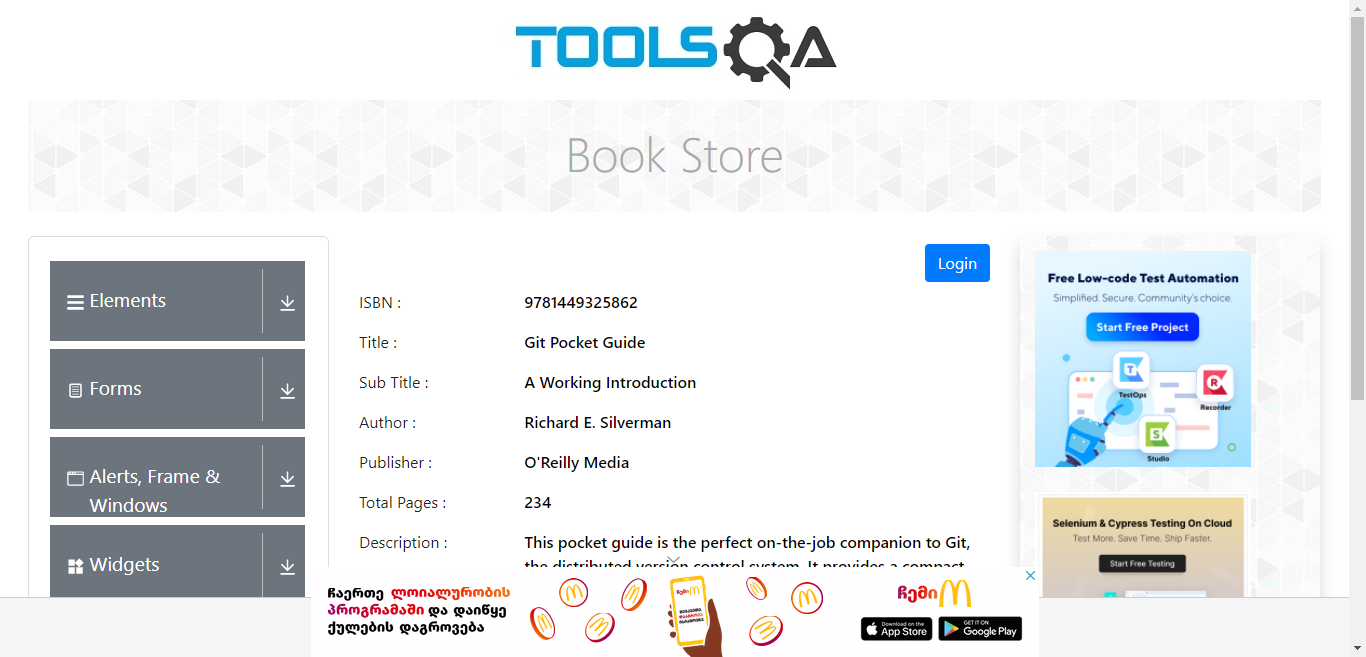 TOOLSQA
Book Store
Login
Elements
Forms
Alerts, Frame &
Windows
Widgets
ISBN : 9781449325862
Title : Git Pocket Guide
Sub Title : A Working Introduction
Author : Richard E. Silverman
Publisher : O'Reilly Media
Total Pages : 234
Description : This pocket guide is the perfect on-the-job companion to Git,
the distributed version control system. It provides a compact,
Free Low-code Test Automation
Simplified. Secure. Community's choice.
Start Free Project
TestOps
Recorder
Studio
Selenium & Cypress Testing On Cloud
Test More. Save Time. Ship Faster.
Start Free Testing
ჩაერთე ლოიალურობის
პროგრამაში და დაიწყე
ქულების დაგროვება
ჩემი
Download on the
App Store
GET IT ON
Google Play